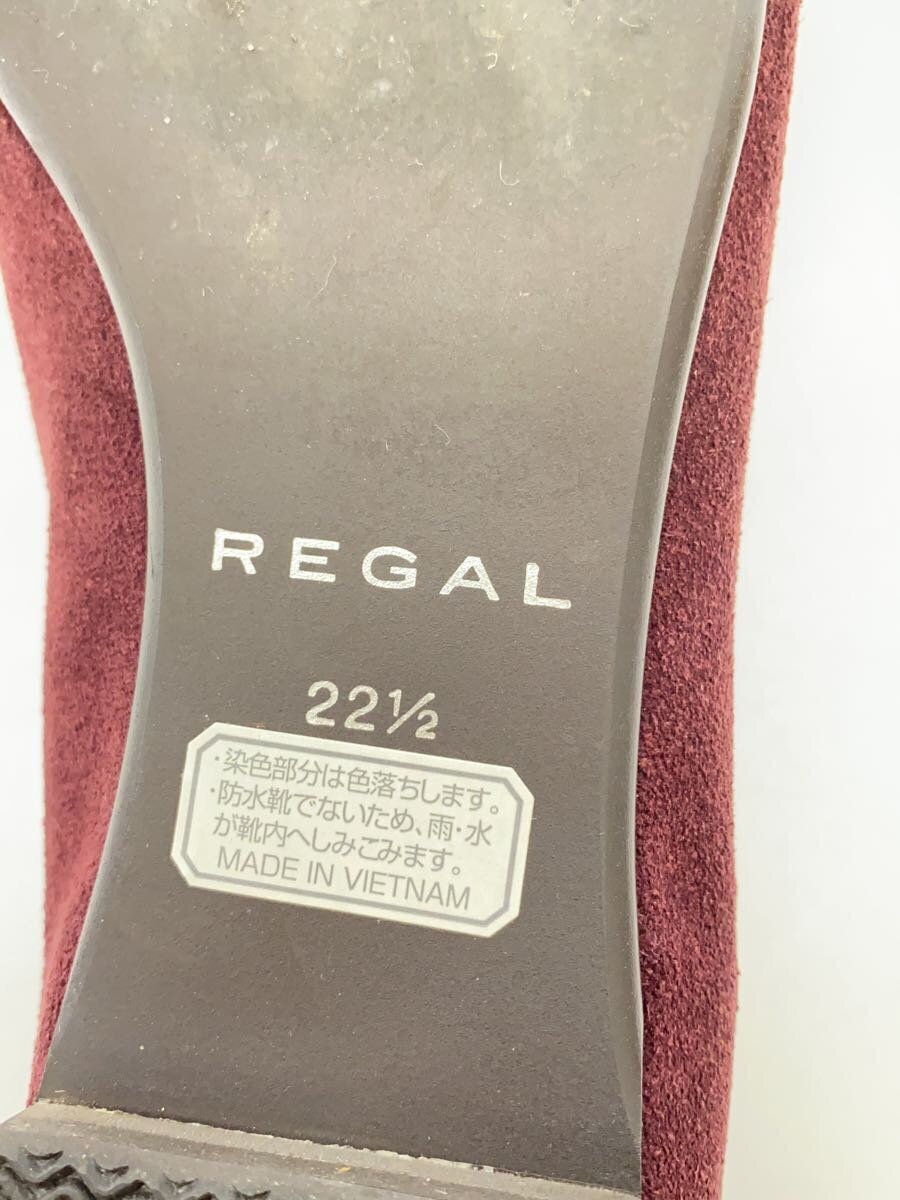 REGAL
22½
・染色部分は色落ちします。
・防水靴でないため、雨・水
が靴内へしみこみます。
MADE IN VIETNAM